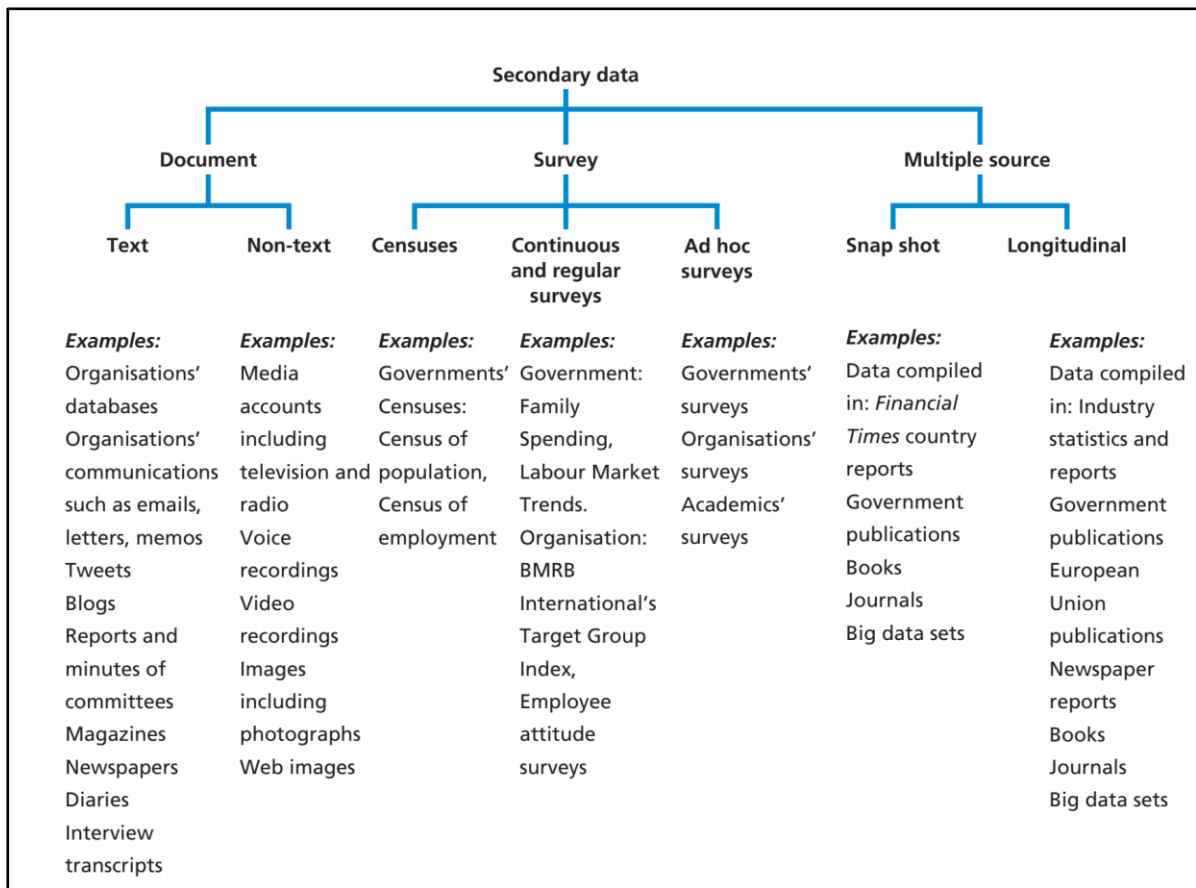 Secondary data
Document
Survey
Multiple source
Text
Non-text
Censuses
Continuous
and regular
surveys
Ad hoc
surveys
Snap shot
Longitudinal
Examples:
Organisations’
databases
Organisations’
communications
such as emails,
letters, memos
Tweets
Blogs
Reports and
minutes of
committees
Magazines
Newspapers
Diaries
Interview
transcripts
Examples:
Media
accounts
including
television and
radio
Voice
recordings
Video
recordings
Images
including
photographs
Web images
Examples:
Governments’
Censuses:
Census of
population,
Census of
employment
Examples:
Government:
Family
Spending,
Labour Market
Trends.
Organisation:
BMRB
International’s
Target Group
Index,
Employee
attitude
surveys
Examples:
Governments’
surveys
Organisations’
surveys
Academics’
surveys
Examples:
Data compiled
in: Financial
Times country
reports
Government
publications
Books
Journals
Big data sets
Examples:
Data compiled
in: Industry
statistics and
reports
Government
publications
European
Union
publications
Newspaper
reports
Books
Journals
Big data sets